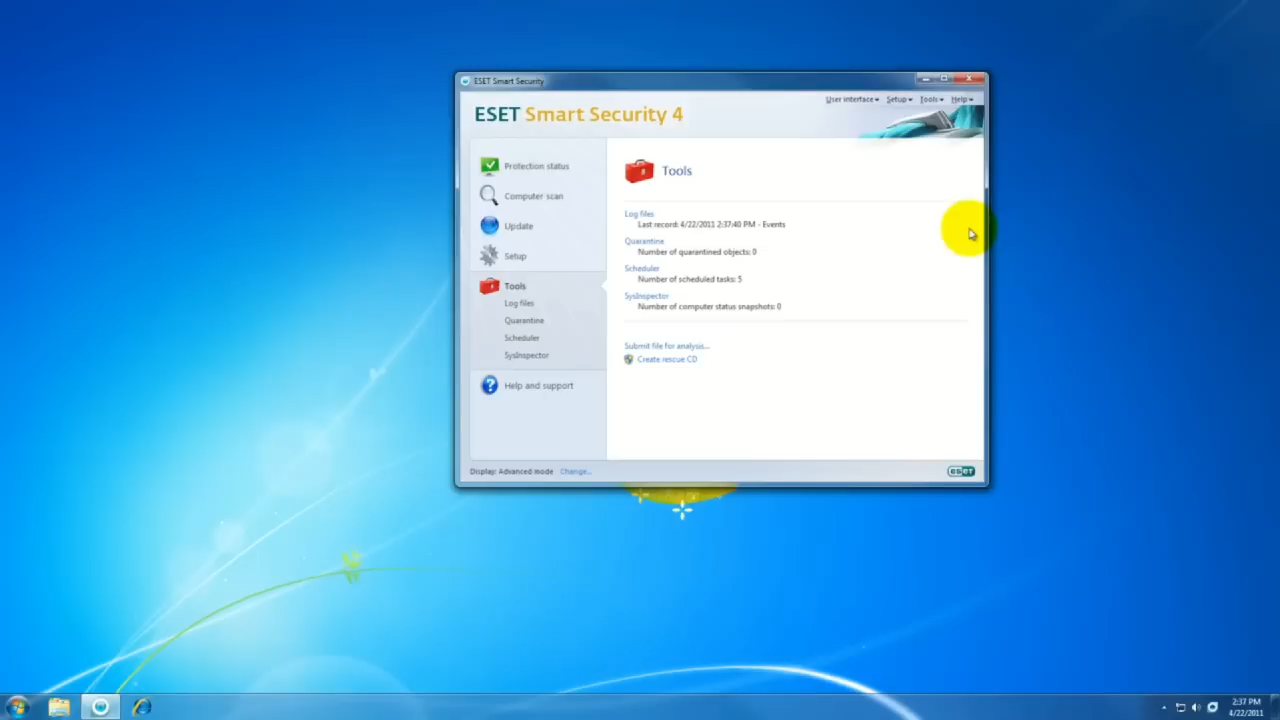 ESET Smart Security
User interface Setup Tools Help
ESET Smart Security 4
Protection status
Computer scan
Update
Setup
Tools
Log files
Quarantine
Scheduler
SysInspector
Help and support
Tools
Log files
Last record: 4/22/2011 2:37:40 PM - Events
Quarantine
Number of quarantined objects: 0
Scheduler
Number of scheduled tasks: 5
SysInspector
Number of computer status snapshots: 0
Submit file for analysis...
Create rescue CD
Display: Advanced mode Change...
eset
2:37 PM
4/22/2011